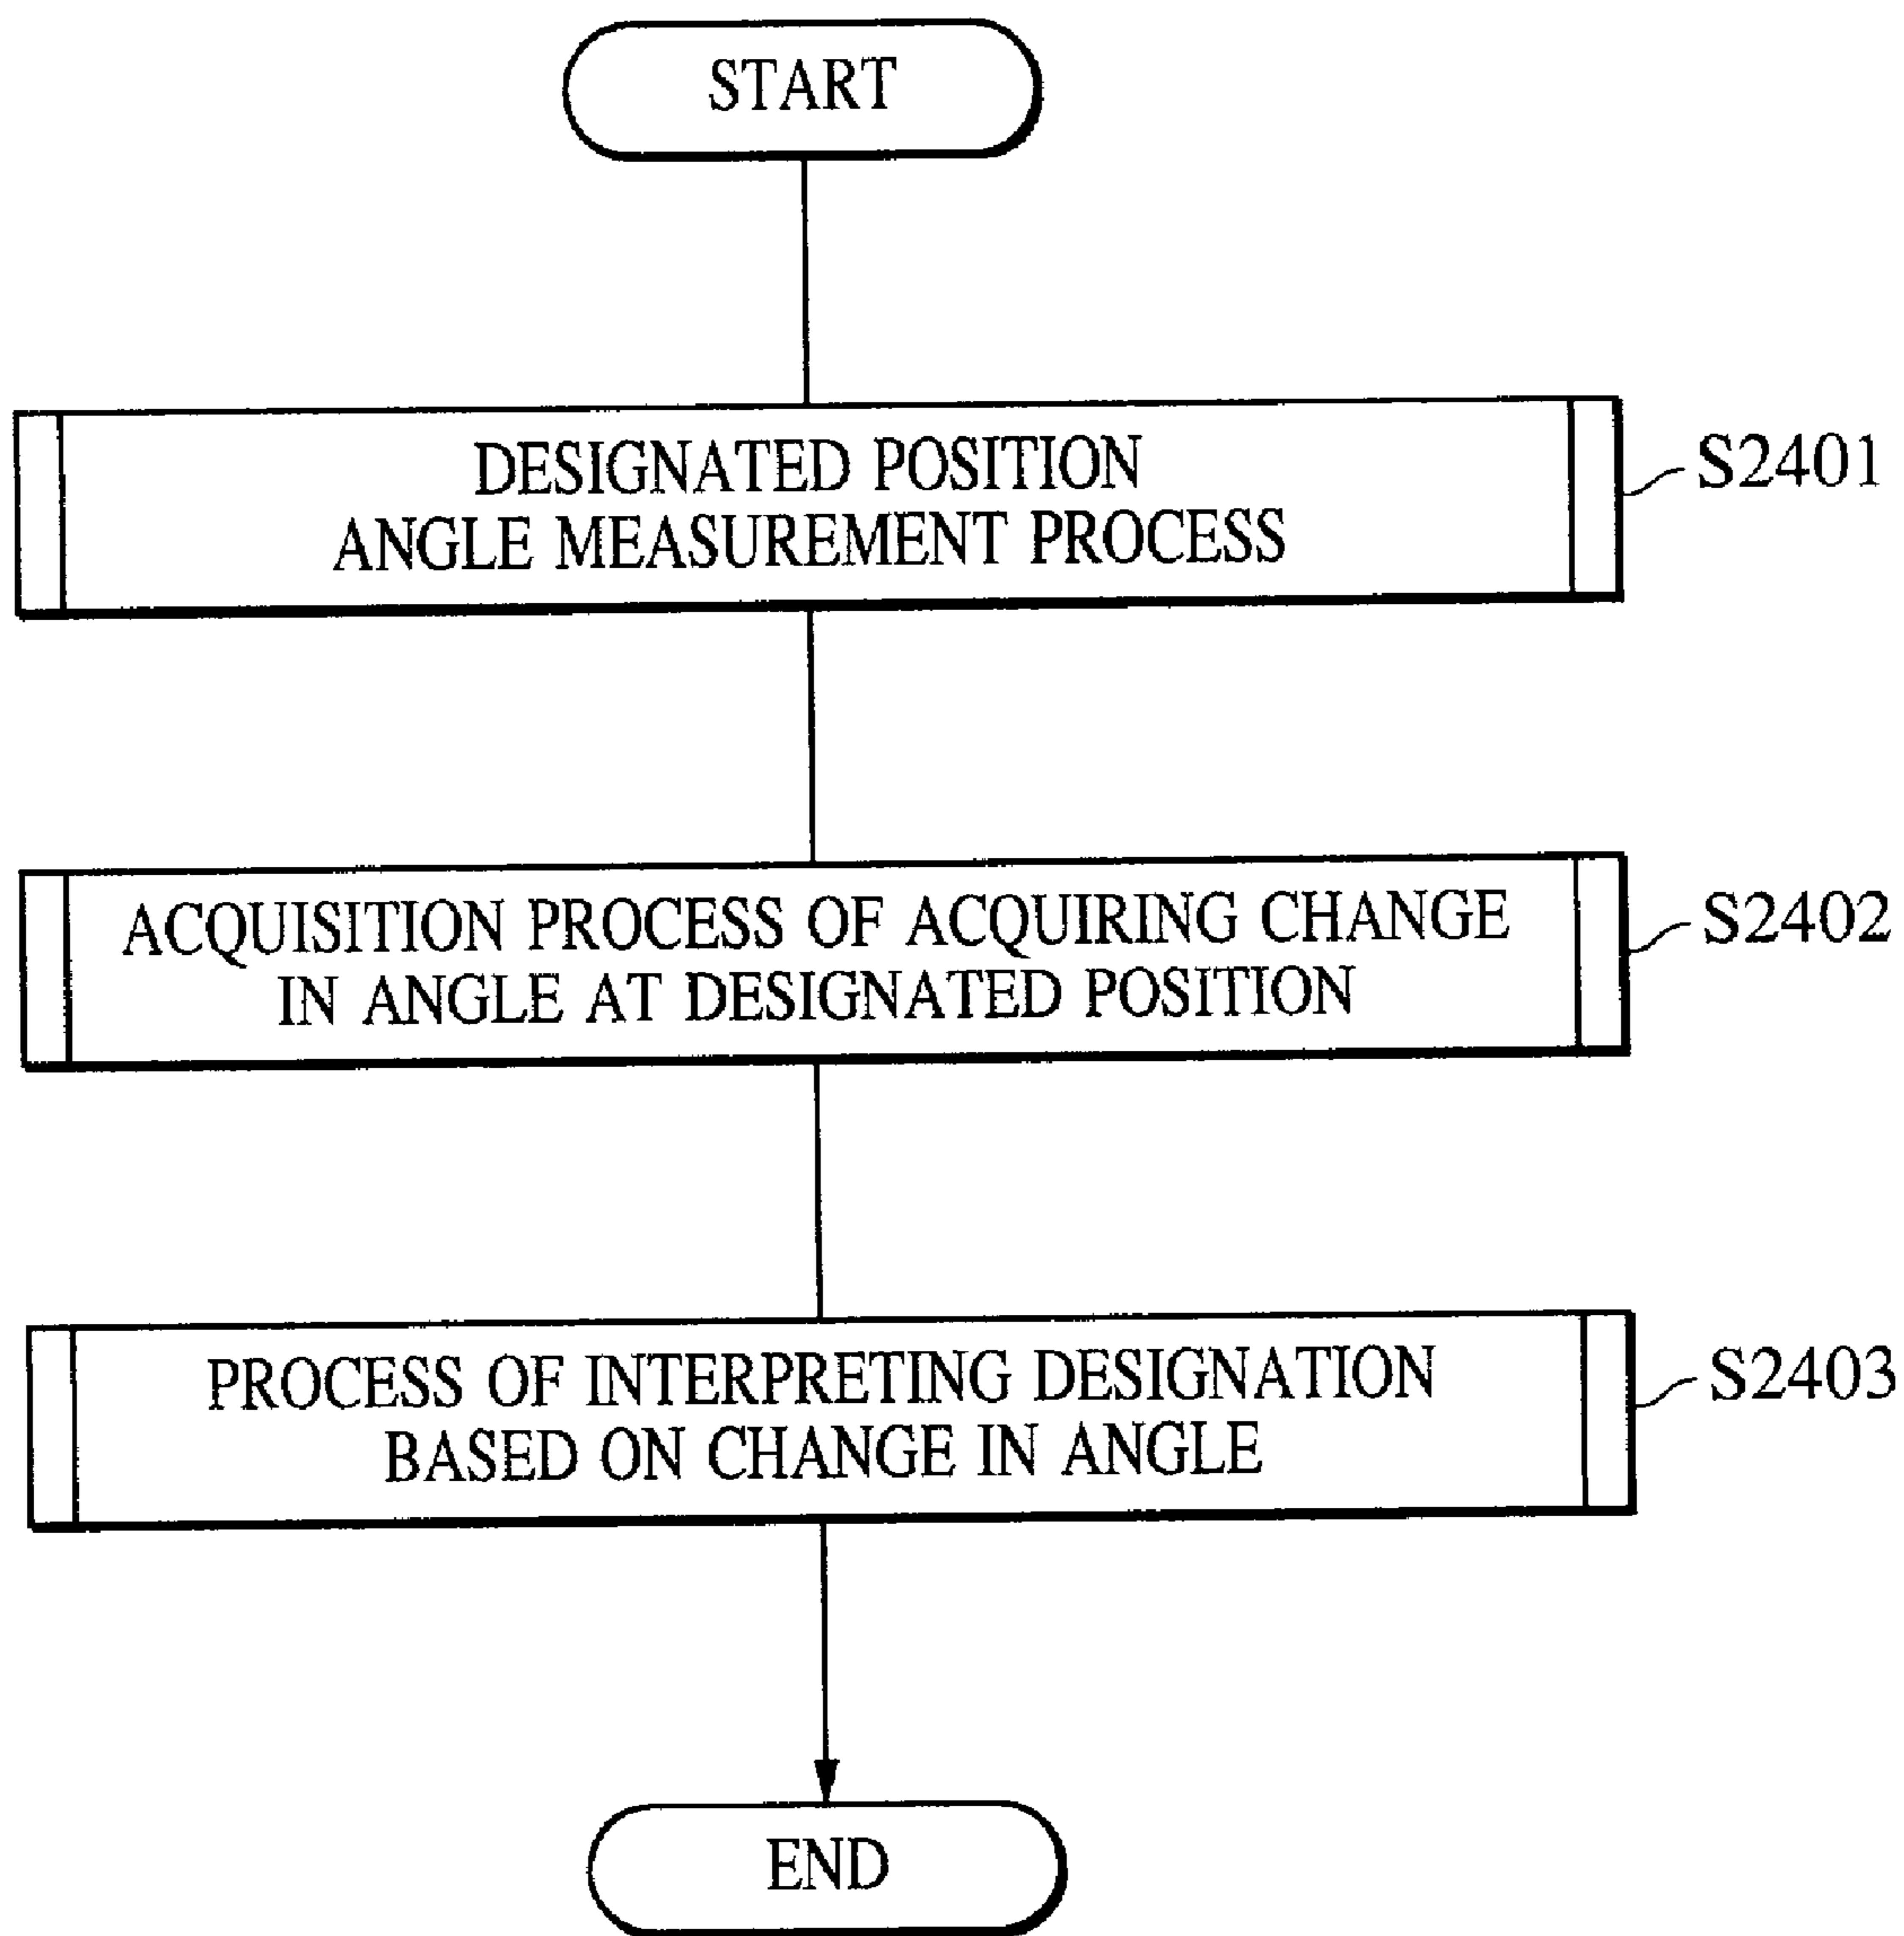 START
DESIGNATED POSITION
ANGLE MEASUREMENT PROCESS
S2401
ACQUISITION PROCESS OF ACQUIRING CHANGE
IN ANGLE AT DESIGNATED POSITION
S2402
PROCESS OF INTERPRETING DESIGNATION
BASED ON CHANGE IN ANGLE
S2403
END